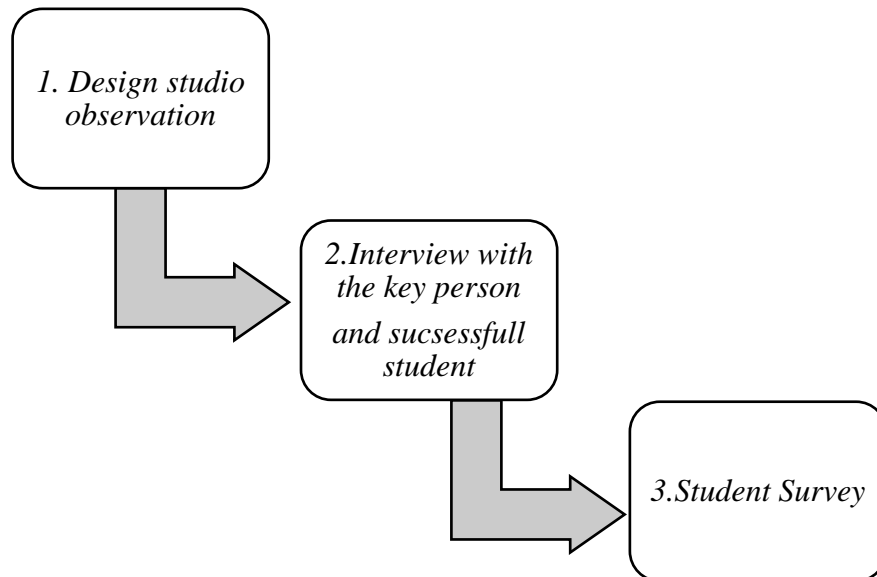 1. Design studio
observation
2.Interview with
the key person
and sucsessfull
student
3.Student Survey